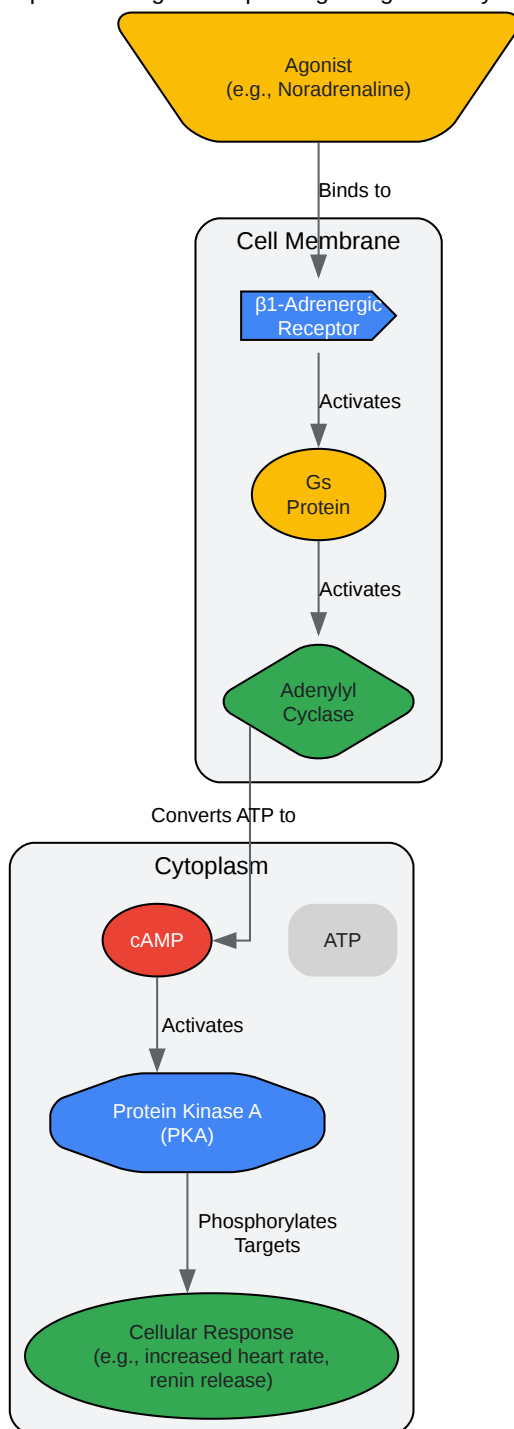 Agonist
(e.g., Noradrenaline)
Binds to
Cell Membrane
β1-Adrenergic
Receptor
Activates
Gs
Protein
Activates
Adenylyl
Cyclase
Converts ATP to
Cytoplasm
cAMP
ATP
Activates
Protein Kinase A
(PKA)
Phosphorylates
Targets
Cellular Response
(e.g., increased heart rate,
renin release)